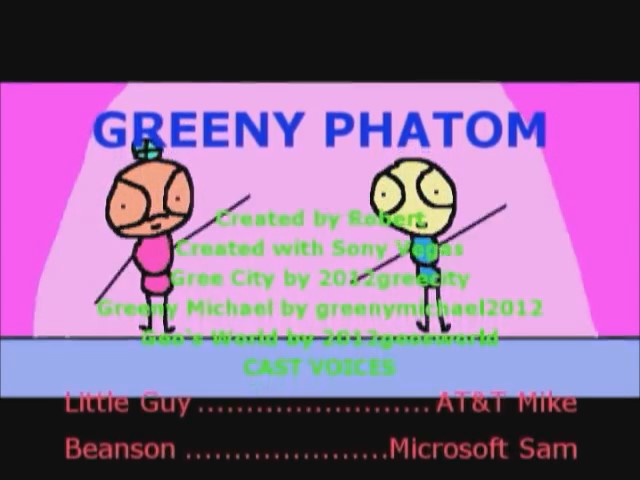 GREENY PHATOM
Created by Robert
Created with Sony Vegas
Gree City by 2012greecity
Greeny Michael by greenymichael2012
Geo's World by 2012geosworld
CAST VOICES
Little Guy ........................ AT&T Mike
Beanson .....................Microsoft Sam